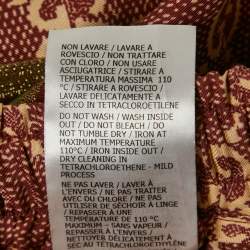 NON LAVARE / LAVARE A
ROVESCIO / NON TRATTARE
CON CLORO / NON USARE
ASCIUGATRICE / STIRARE A
TEMPERATURA MASSIMA 110
°C / STIRARE A ROVESCIO /
LAVARE DELICATAMENTE A
SECCO IN TETRACLOROETILENE
DO NOT WASH / WASH INSIDE
OUT / DO NOT BLEACH / DO
NOT TUMBLE DRY / IRON AT
MAXIMUM TEMPERATURE
110°C / IRON INSIDE OUT /
DRY CLEANING IN
TETRACHLOROETHENE - MILD
PROCESS
NE PAS LAVER / LAVER À
L'ENVERS / NE PAS TRAITER
AVEC DU CHLORE / NE PAS
UTILISER DE SÉCHOIR À LINGE
/ REPASSER À UNE
TEMPÉRATURE DE 110 °C
MAXIMUM - SANS VAPEUR /
REPASSER À L'ENVERS /
NETTOYER DÉLICATEMENT À
SEC AU TÉTRACHLOROÉTHYLÈNE